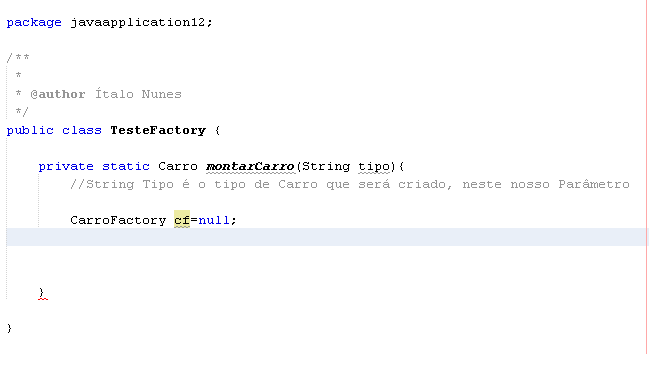 package javaapplication12;
/**
 *
 * @author Ítalo Nunes
 */
public class TesteFactory {
private static Carro montarCarro(String tipo){
//String Tipo é o tipo de Carro que será criado, neste nosso Parâmetro
CarroFactory cf=null;
}
}